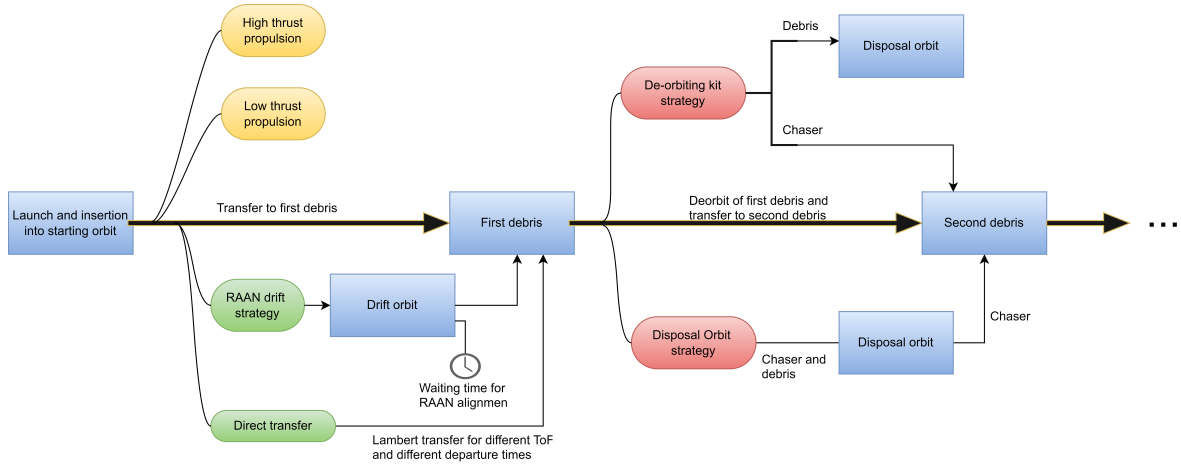 High thrust
propulsion
Low thrust
propulsion
Launch and insertion
into starting orbit
Transfer to first debris
First debris
RAAN drift
strategy
Drift orbit
Waiting time for
RAAN alignmen
Direct transfer
Lambert transfer for different ToF
and different departure times
De-orbiting kit
strategy
Debris
Disposal orbit
Chaser
Deorbit of first debris and
transfer to second debris
Second debris
...
Disposal Orbit
strategy
Chaser and
debris
Disposal orbit
Chaser